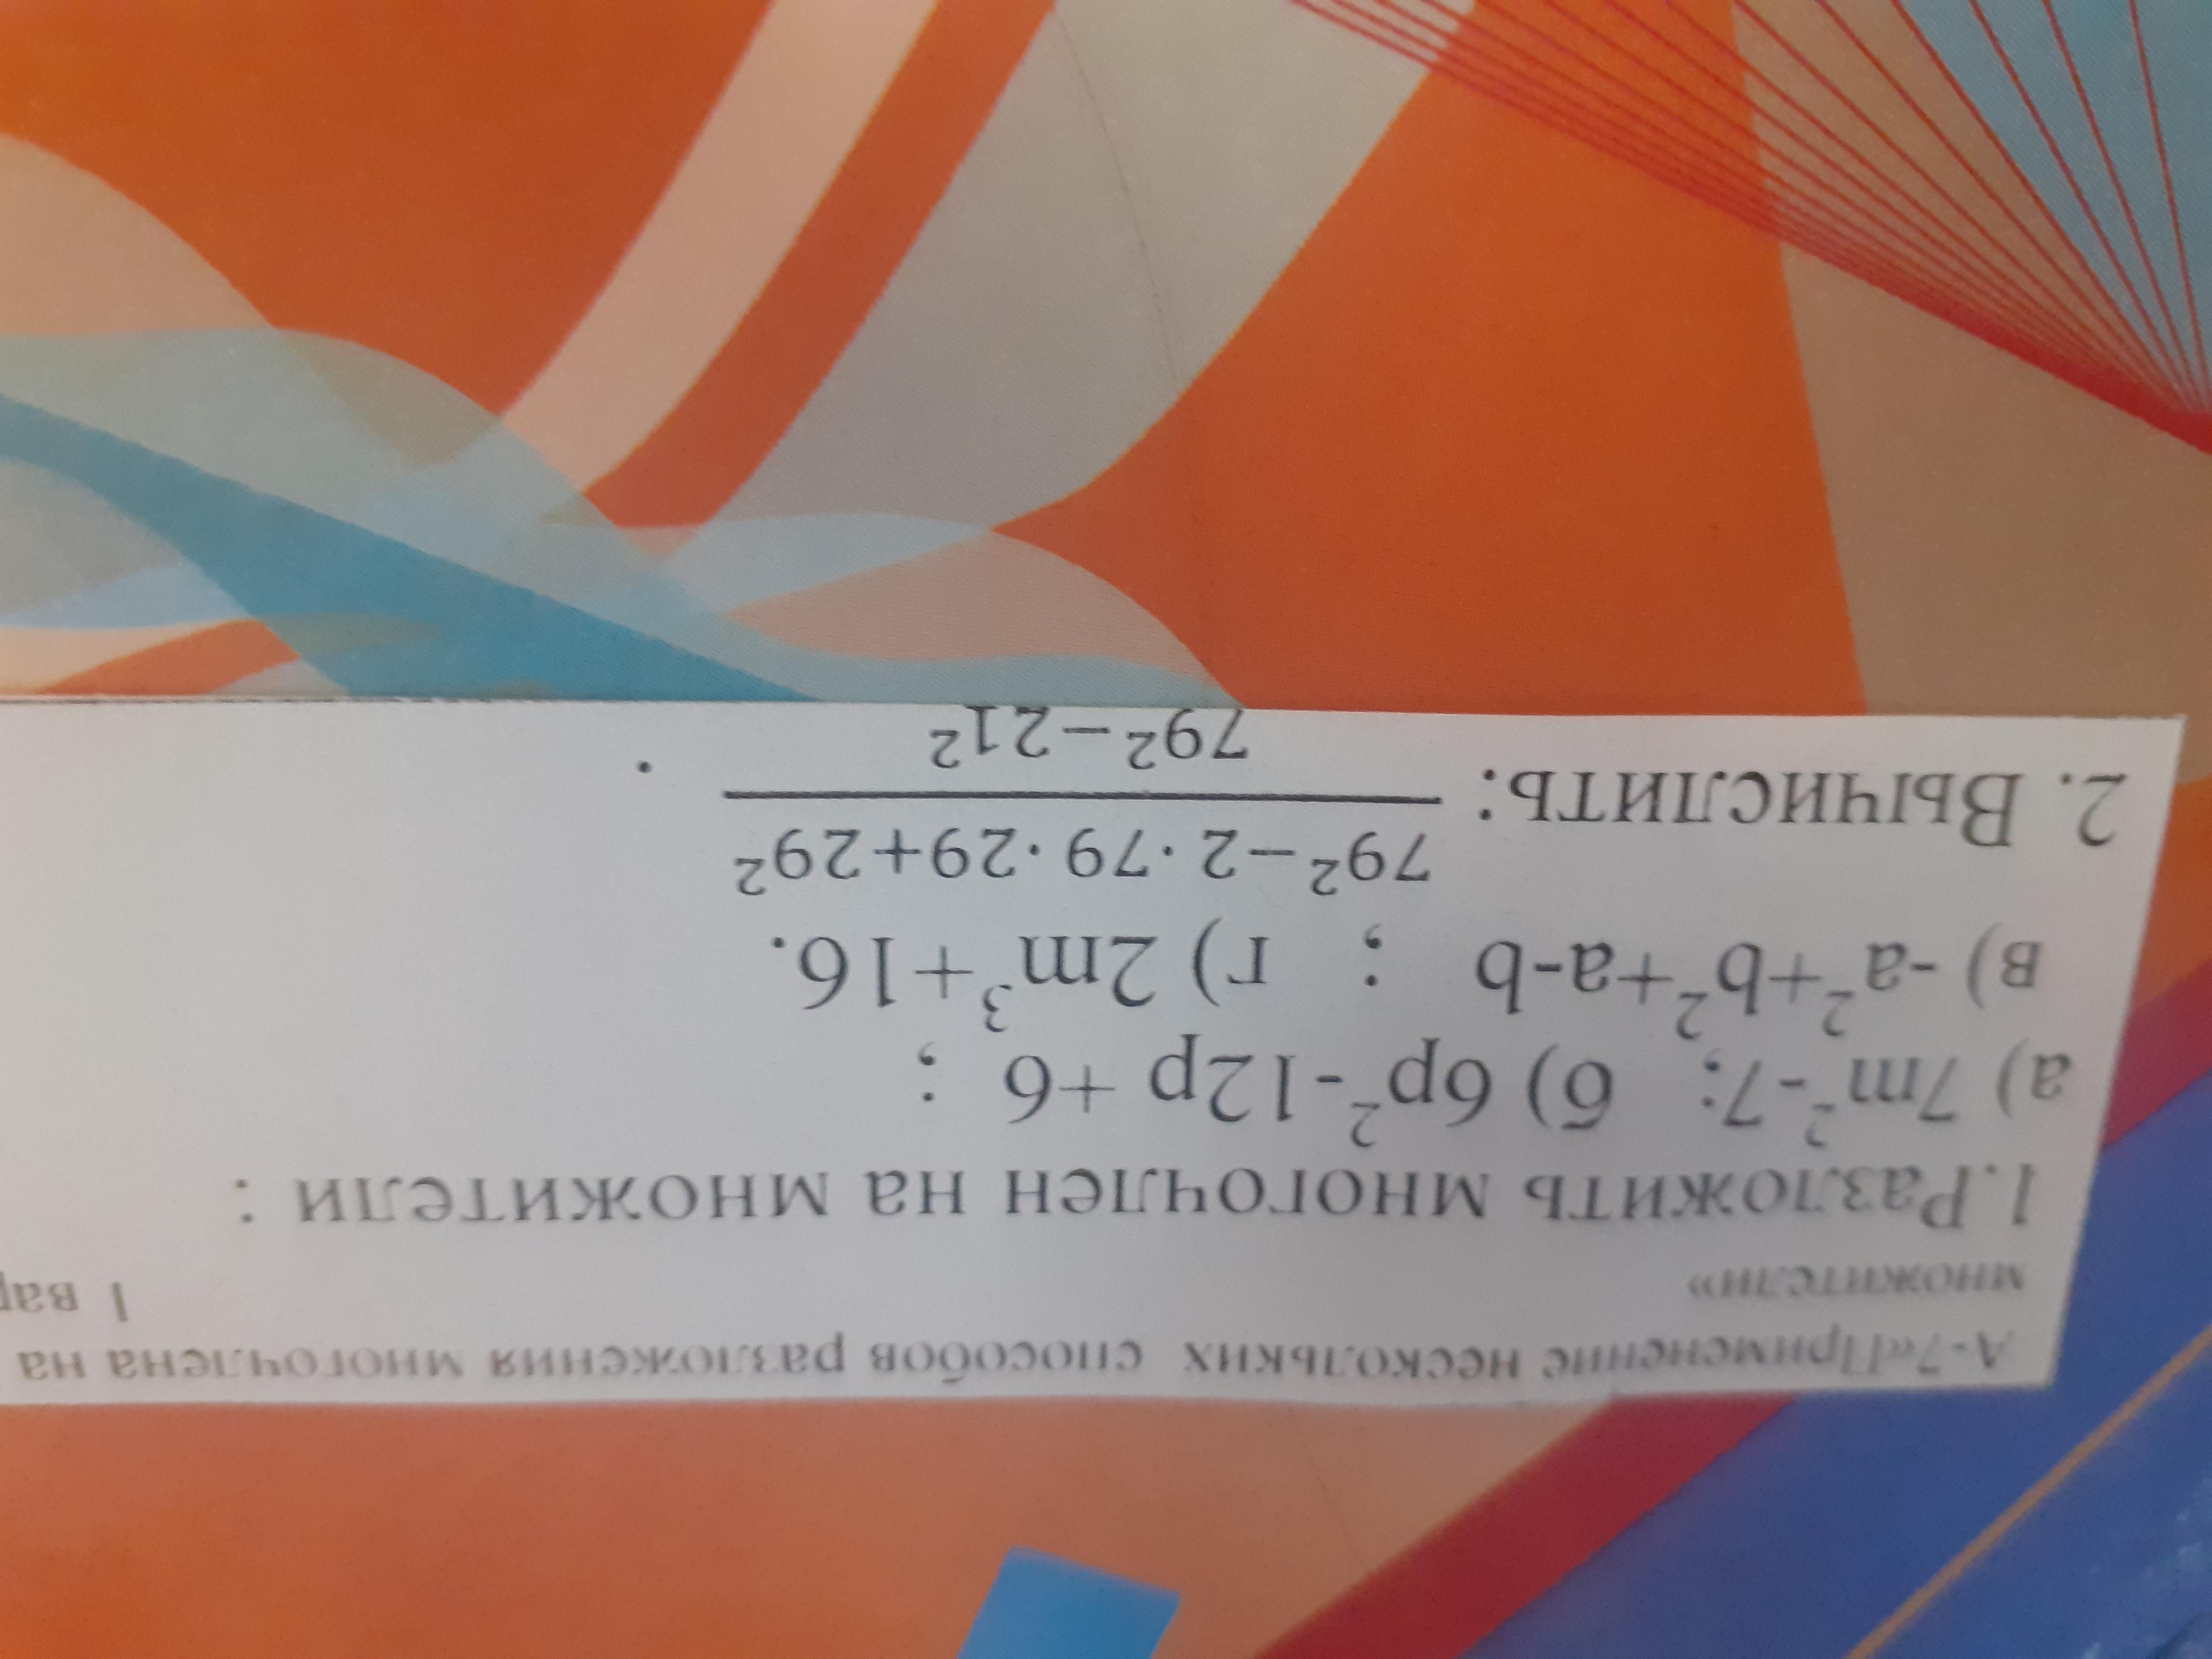 А-7«Применение нескольких способов разложения многочлена на
множители»
1 вар
1.Разложить многочлен на множители :
а) 7m²-7; б) 6p²-12p +6 ;
в) -a²+b²+a-b ; г) 2m³+16.
2. Вычислить: (79²−2·79·29+29²)/(79²−21²) .